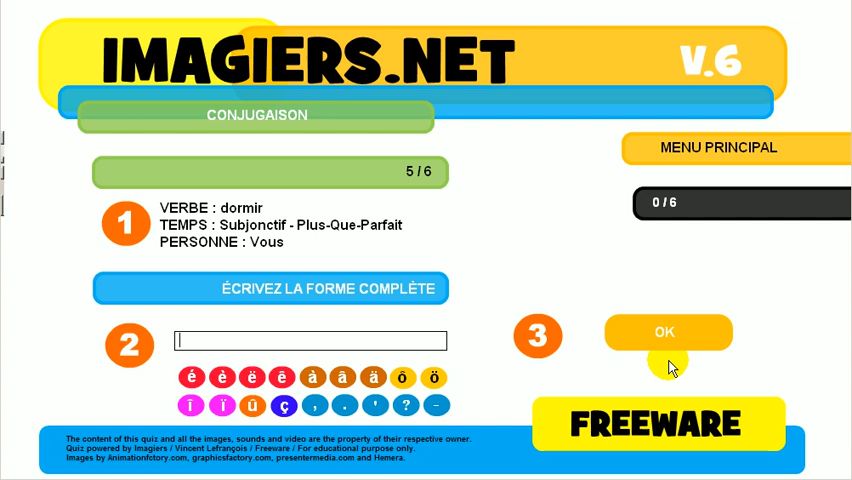 IMAGIERS.NET
V.6
CONJUGAISON
MENU PRINCIPAL
5 / 6
0 / 6
1
VERBE : dormir
TEMPS : Subjonctif - Plus-Que-Parfait
PERSONNE : Vous
ÉCRIVEZ LA FORME COMPLÈTE
2
3
OK
é è ë ê à â ä ô ö
î ï û ç , . ' ? -
FREEWARE
The content of this quiz and all the images, sounds and video are the property of their respective owner.
Quiz powered by Imagiers / Vincent Lefrançois / Freeware / For educational purpose only.
Images by Animationfctory.com, graphicsfactory.com, presentermedia.com and Hemera.